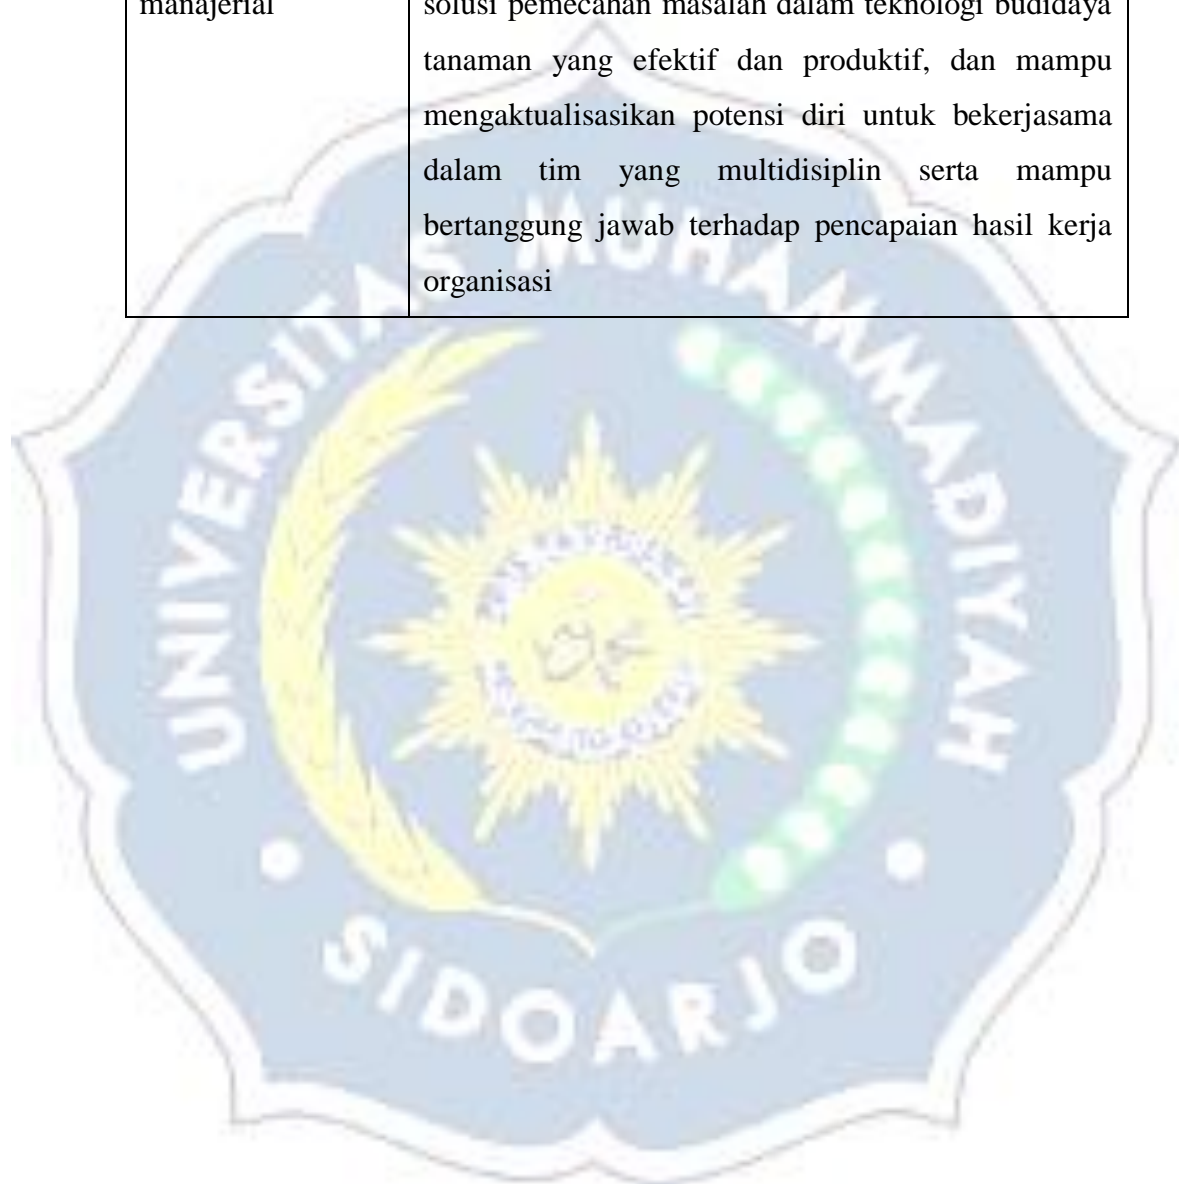 manajerial
solusi pemecahan masalah dalam teknologi budidaya
tanaman yang efektif dan produktif, dan mampu
mengaktualisasikan potensi diri untuk bekerjasama
dalam tim yang multidisiplin serta mampu
bertanggung jawab terhadap pencapaian hasil kerja
organisasi
UNIVERSITAS MUHAMMADIYAH
SIDOARJO